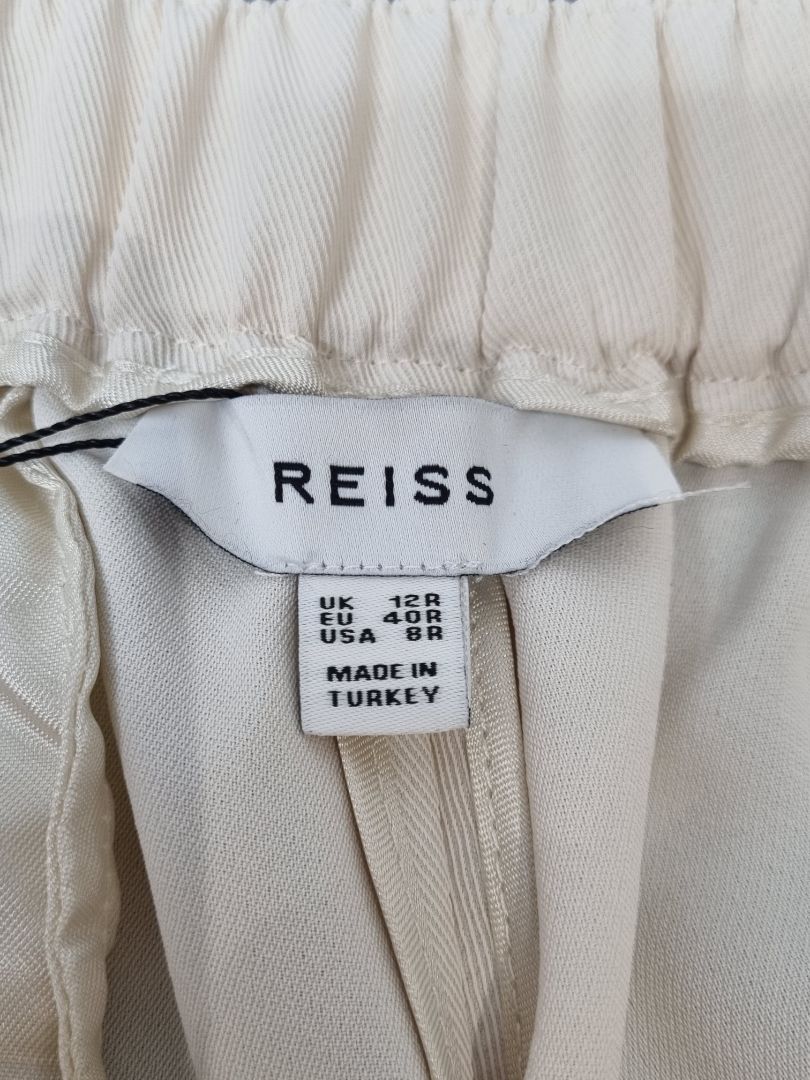 REISS
UK 12R
EU 40R
USA 8R
MADE IN
TURKEY